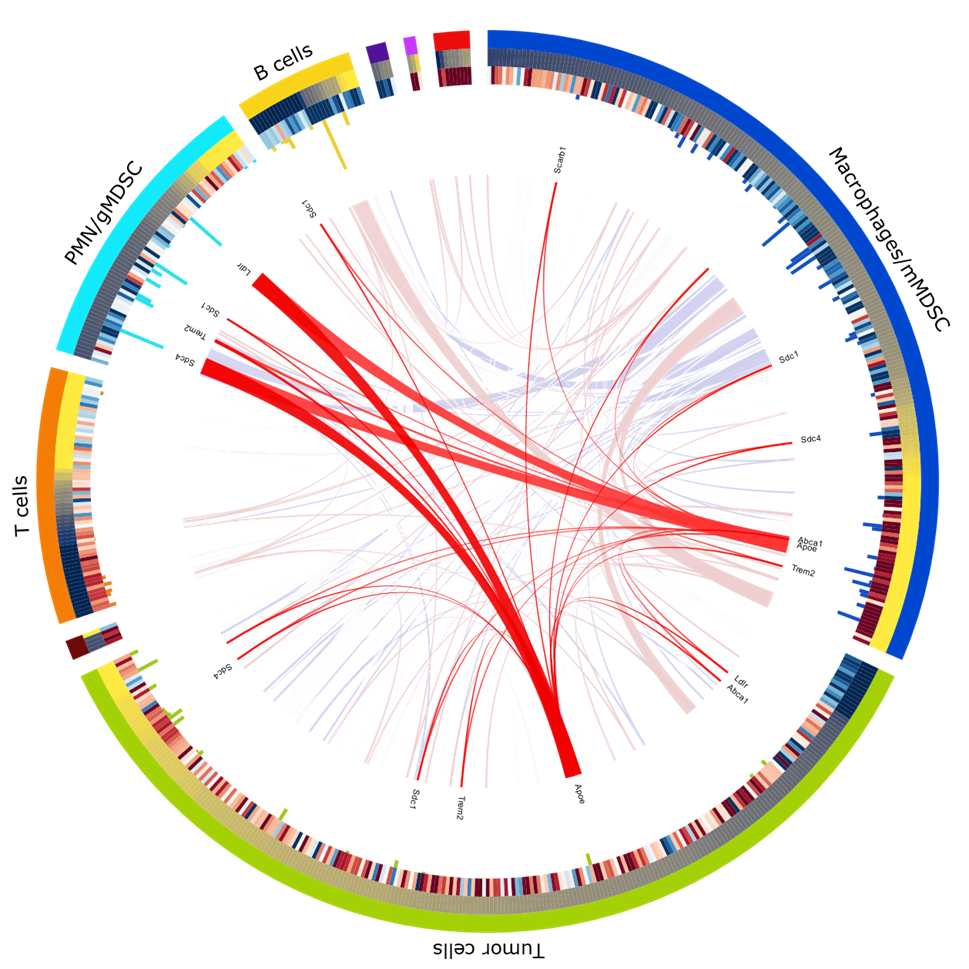 B cells
Macrophages/mMDSC
PMN/gMDSC
T cells
Tumor cells
Scarb1
Sdc1
Ldlr
Sdc1
Trem2
Sdc4
Sdc1
Sdc4
Abca1
Apoe
Trem2
Ldlr
Abca1
Apoe
Trem2
Sdc1
Sdc4